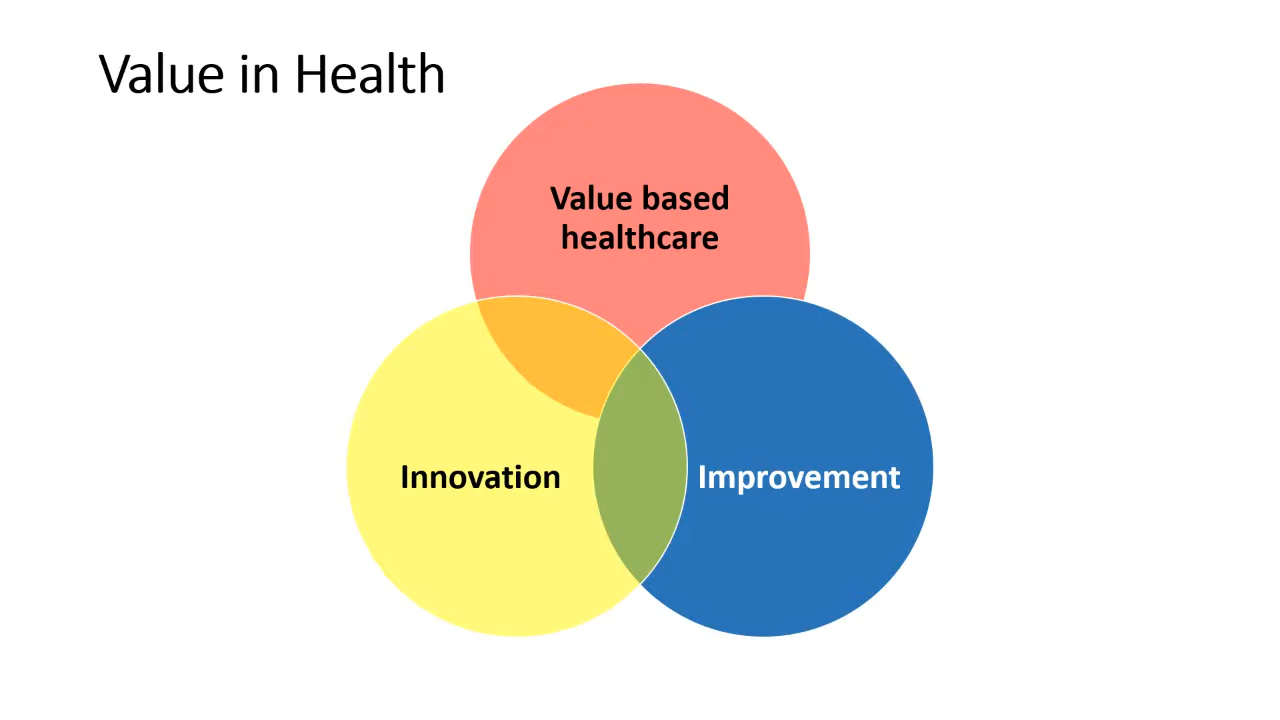 Value in Health
Value based
healthcare
Innovation
Improvement